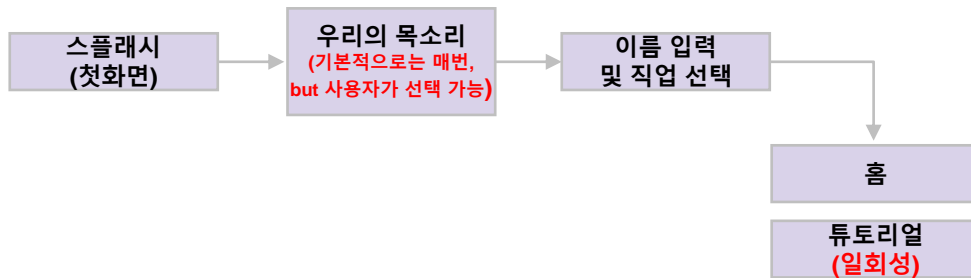 스플래시
(첫화면)
우리의 목소리
(기본적으로는 매번,
but 사용자가 선택 가능)
이름 입력
및 직업 선택
홈
튜토리얼
(일회성)